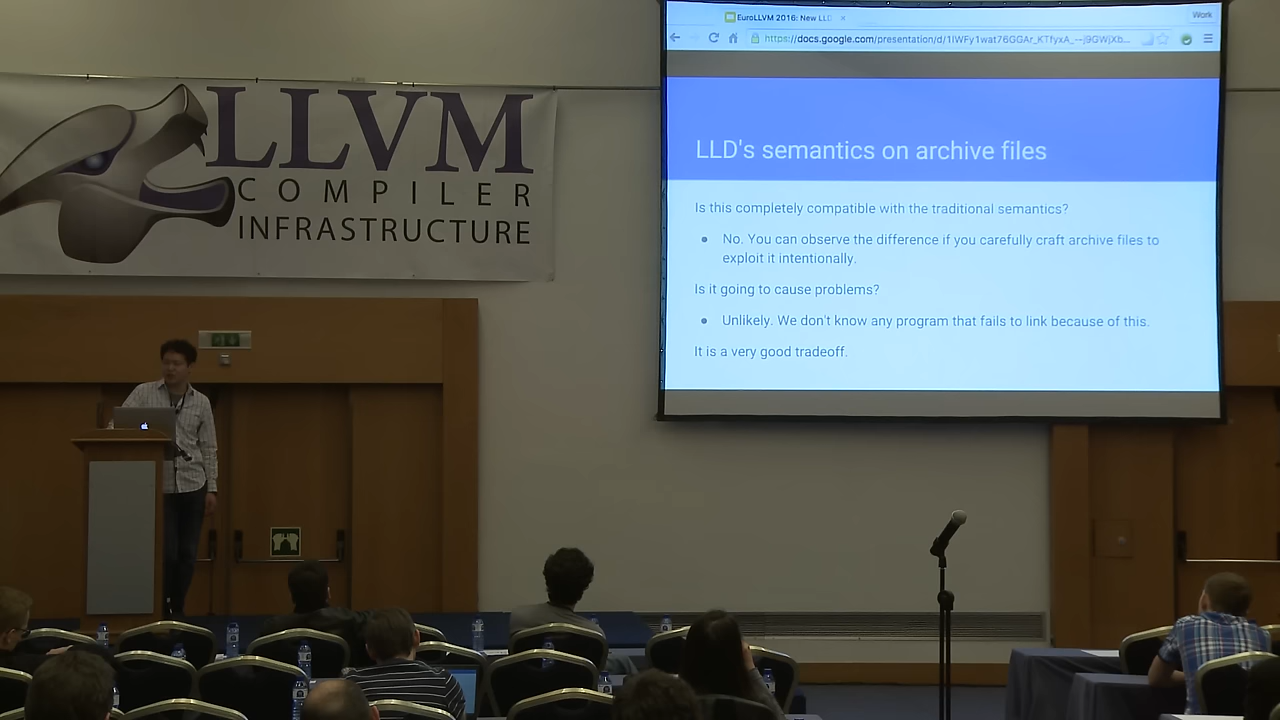 LLVM
COMPILER
INFRASTRUCTURE
EuroLLVM 2016: New LLD
Work
LLD's semantics on archive files
Is this completely compatible with the traditional semantics?
• No. You can observe the difference if you carefully craft archive files to
exploit it intentionally.
Is it going to cause problems?
• Unlikely. We don't know any program that fails to link because of this.
It is a very good tradeoff.